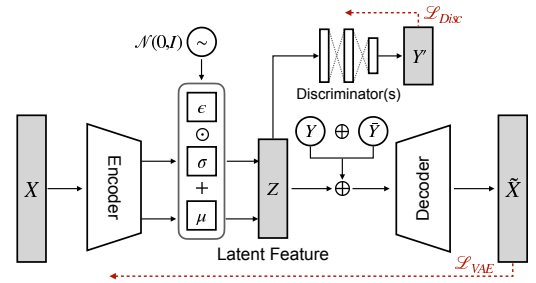 ℒ_Disc
𝒩(0,I) ~
Y′
Discriminator(s)
ϵ
⊙
Y ⊕ Ȳ
X
Encoder
σ
+
μ
Z
⊕
Decoder
X̃
Latent Feature
ℒ_VAE